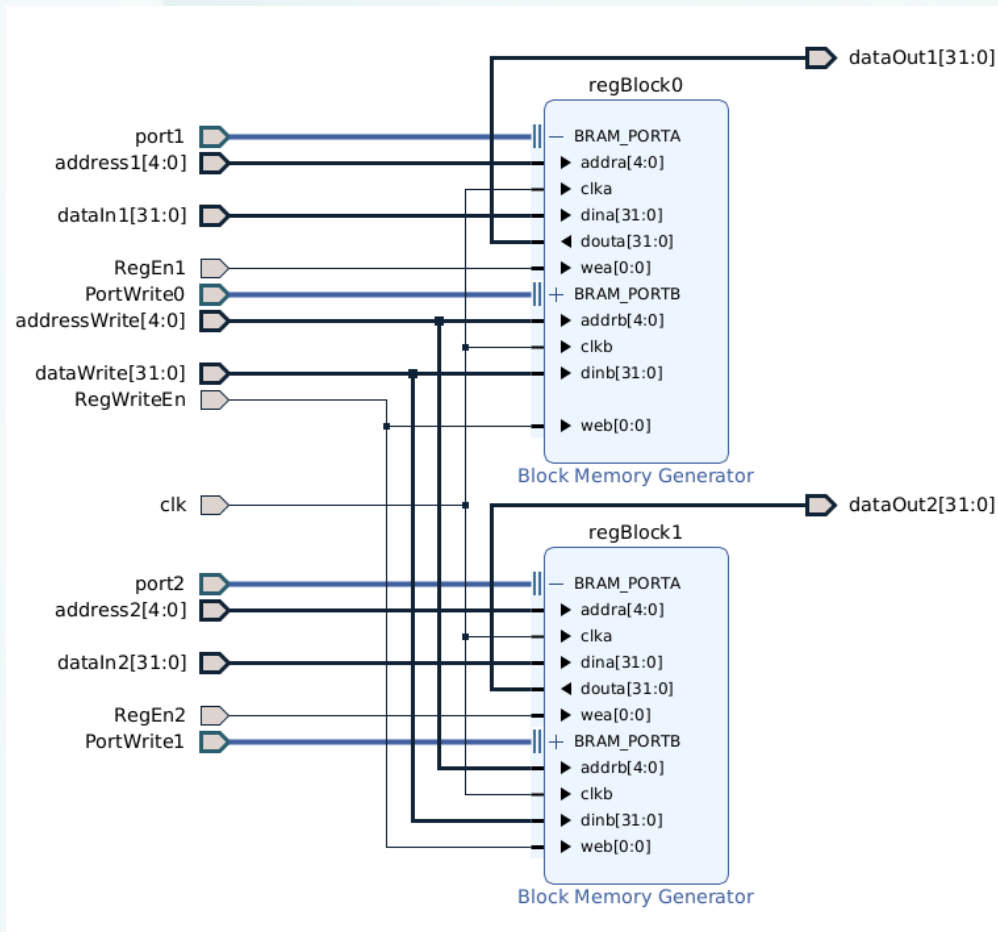 dataOut1[31:0]
regBlock0
port1
BRAM_PORTA
address1[4:0]
addra[4:0]
clka
dataIn1[31:0]
dina[31:0]
douta[31:0]
RegEn1
wea[0:0]
PortWrite0
BRAM_PORTB
addressWrite[4:0]
addrb[4:0]
clkb
dataWrite[31:0]
dinb[31:0]
RegWriteEn
web[0:0]
Block Memory Generator
clk
dataOut2[31:0]
regBlock1
port2
BRAM_PORTA
address2[4:0]
addra[4:0]
clka
dataIn2[31:0]
dina[31:0]
douta[31:0]
RegEn2
wea[0:0]
PortWrite1
BRAM_PORTB
addrb[4:0]
clkb
dinb[31:0]
web[0:0]
Block Memory Generator